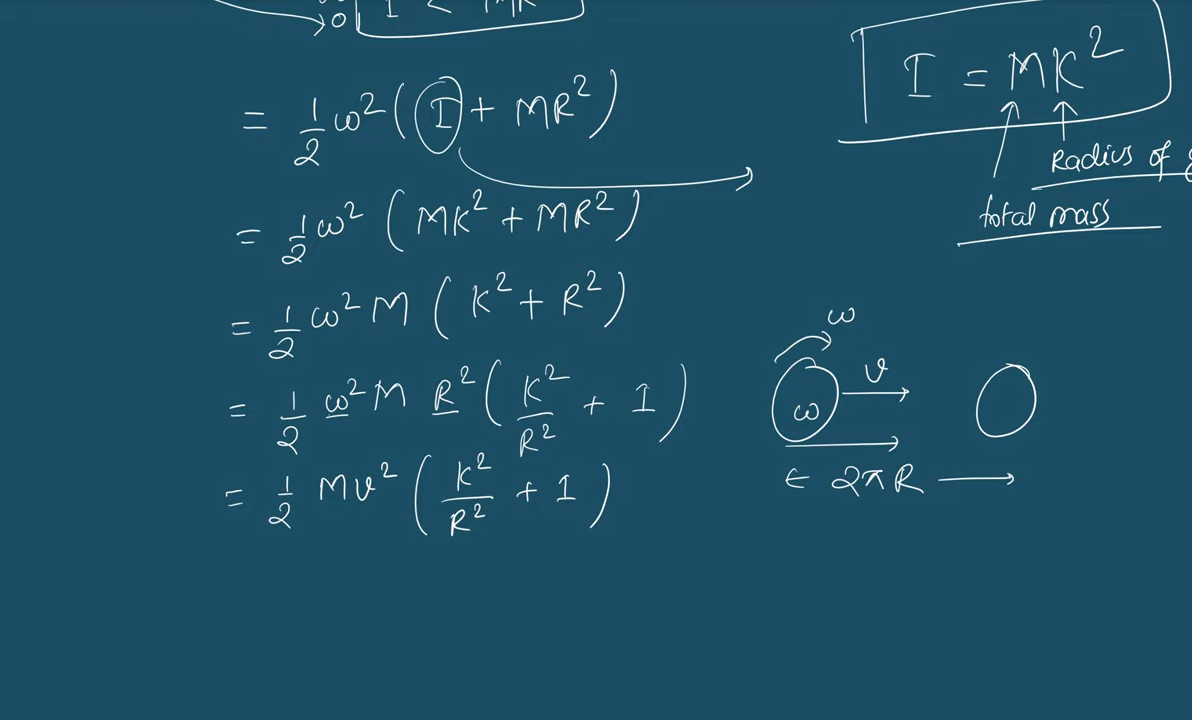 I < MR
I = MK²
= 1/2 ω² (I + MR²)
Radius of
total mass
= 1/2 ω² (MK² + MR²)
= 1/2 ω² M (K² + R²)
ω
= 1/2 ω² M R² (K²/R² + 1)
ω v
= 1/2 Mv² (K²/R² + 1)
← 2πR →